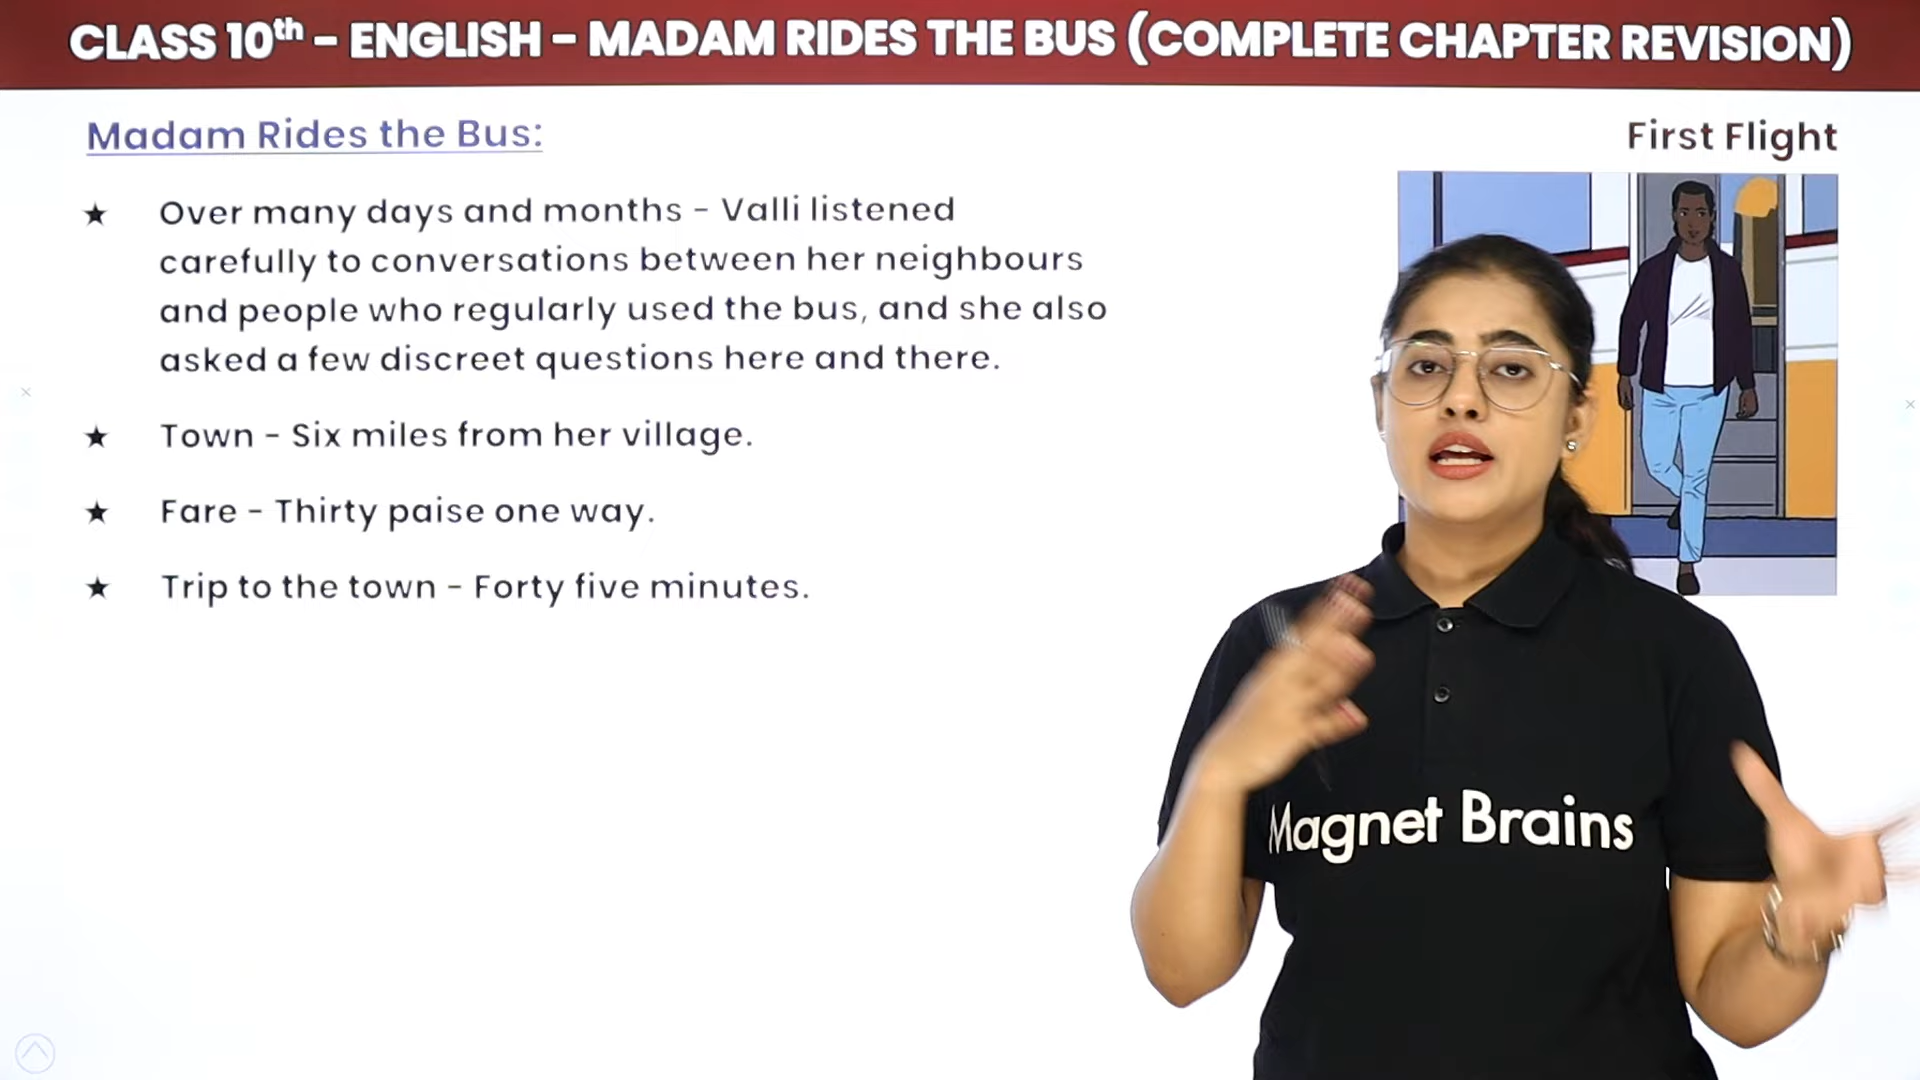 CLASS 10th - ENGLISH - MADAM RIDES THE BUS (COMPLETE CHAPTER REVISION)
Madam Rides the Bus:
First Flight
★ Over many days and months - Valli listened
carefully to conversations between her neighbours
and people who regularly used the bus, and she also
asked a few discreet questions here and there.
★ Town - Six miles from her village.
★ Fare - Thirty paise one way.
★ Trip to the town - Forty five minutes.
Magnet Brains